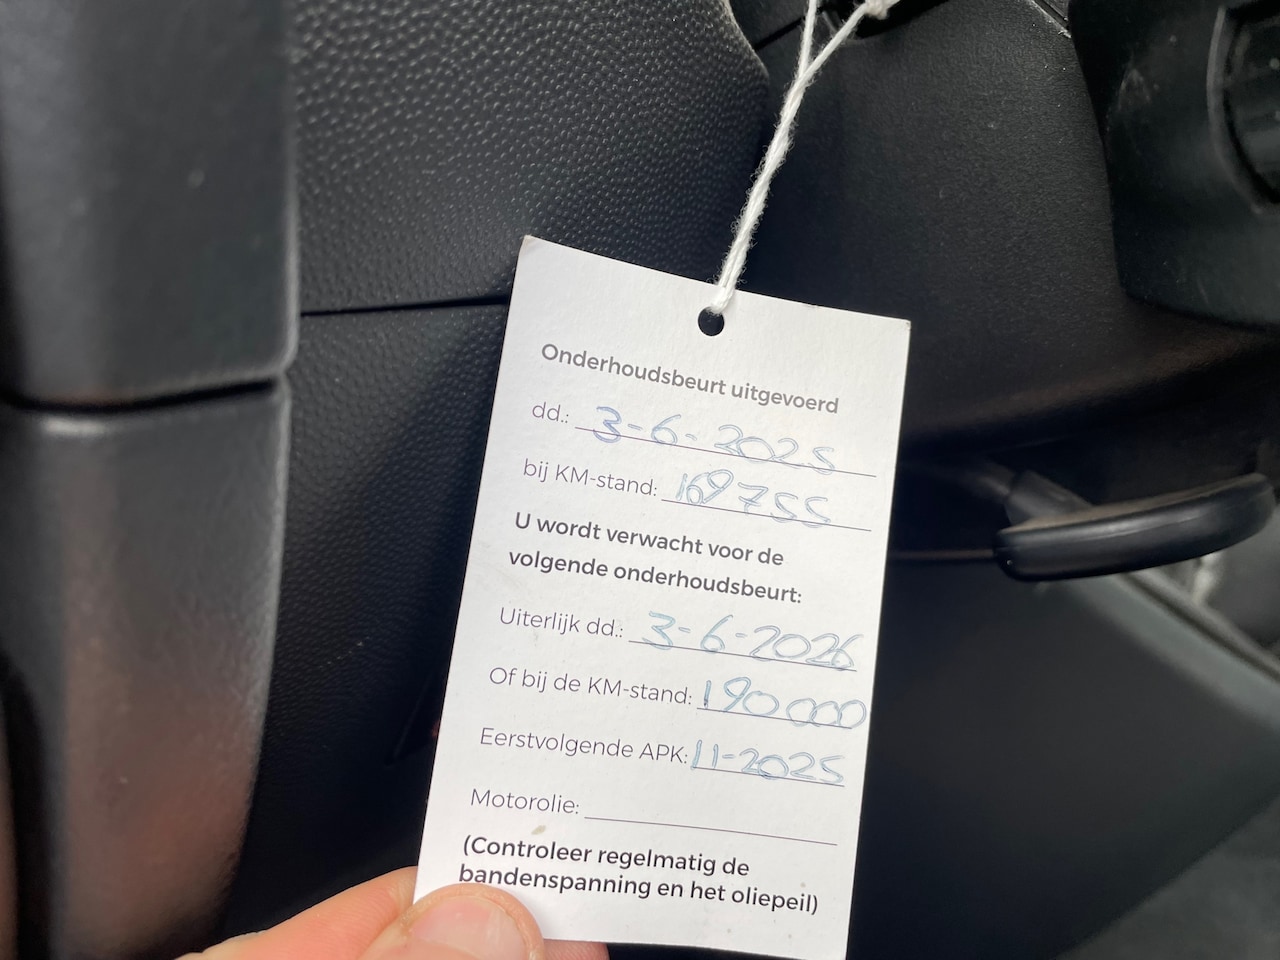 Onderhoudsbeurt uitgevoerd
dd.: 3-6-2025
bij KM-stand: 169755
U wordt verwacht voor de
volgende onderhoudsbeurt:
Uiterlijk dd.: 3-6-2026
Of bij de KM-stand: 190000
Eerstvolgende APK: 11-2025
Motorolie:
(Controleer regelmatig de
bandenspanning en het oliepeil)